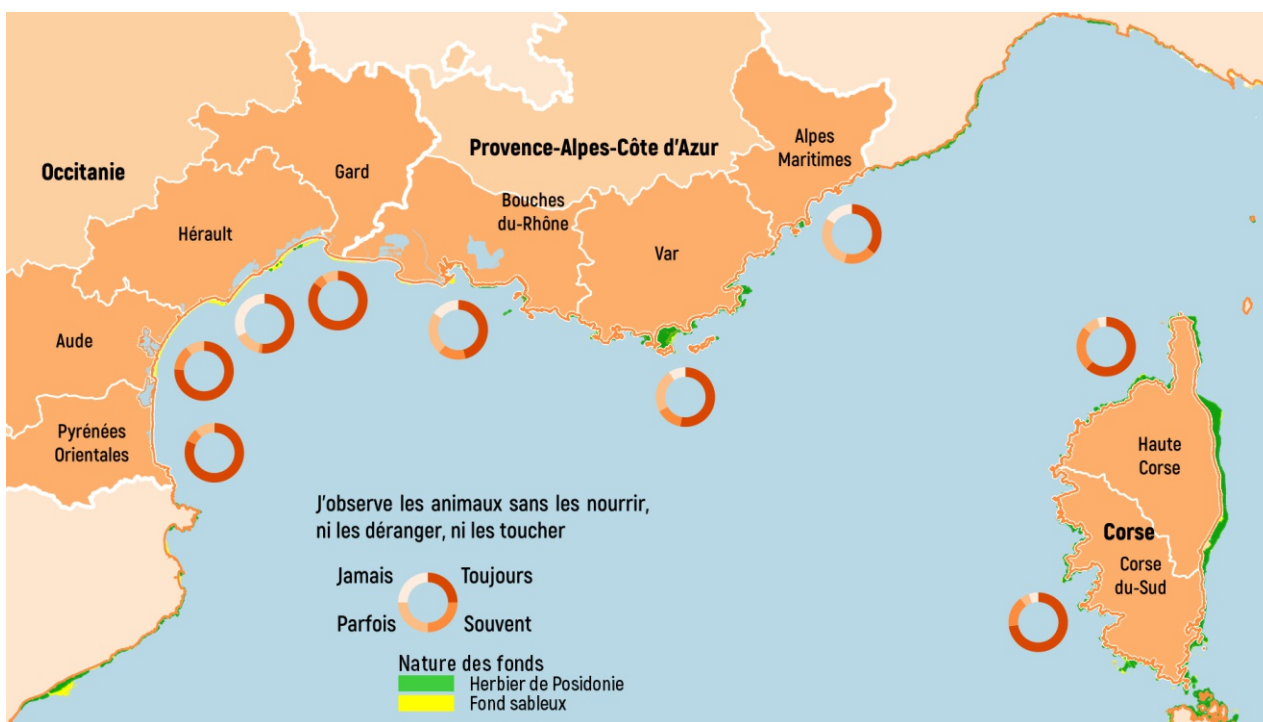 Occitanie
Provence-Alpes-Côte d'Azur
Alpes
Maritimes
Gard
Bouches
du-Rhône
Hérault
Var
Aude
Pyrénées
Orientales
Haute
Corse
Corse
Corse
du-Sud
J'observe les animaux sans les nourrir,
ni les déranger, ni les toucher
Jamais Toujours
Parfois Souvent
Nature des fonds
Herbier de Posidonie
Fond sableux